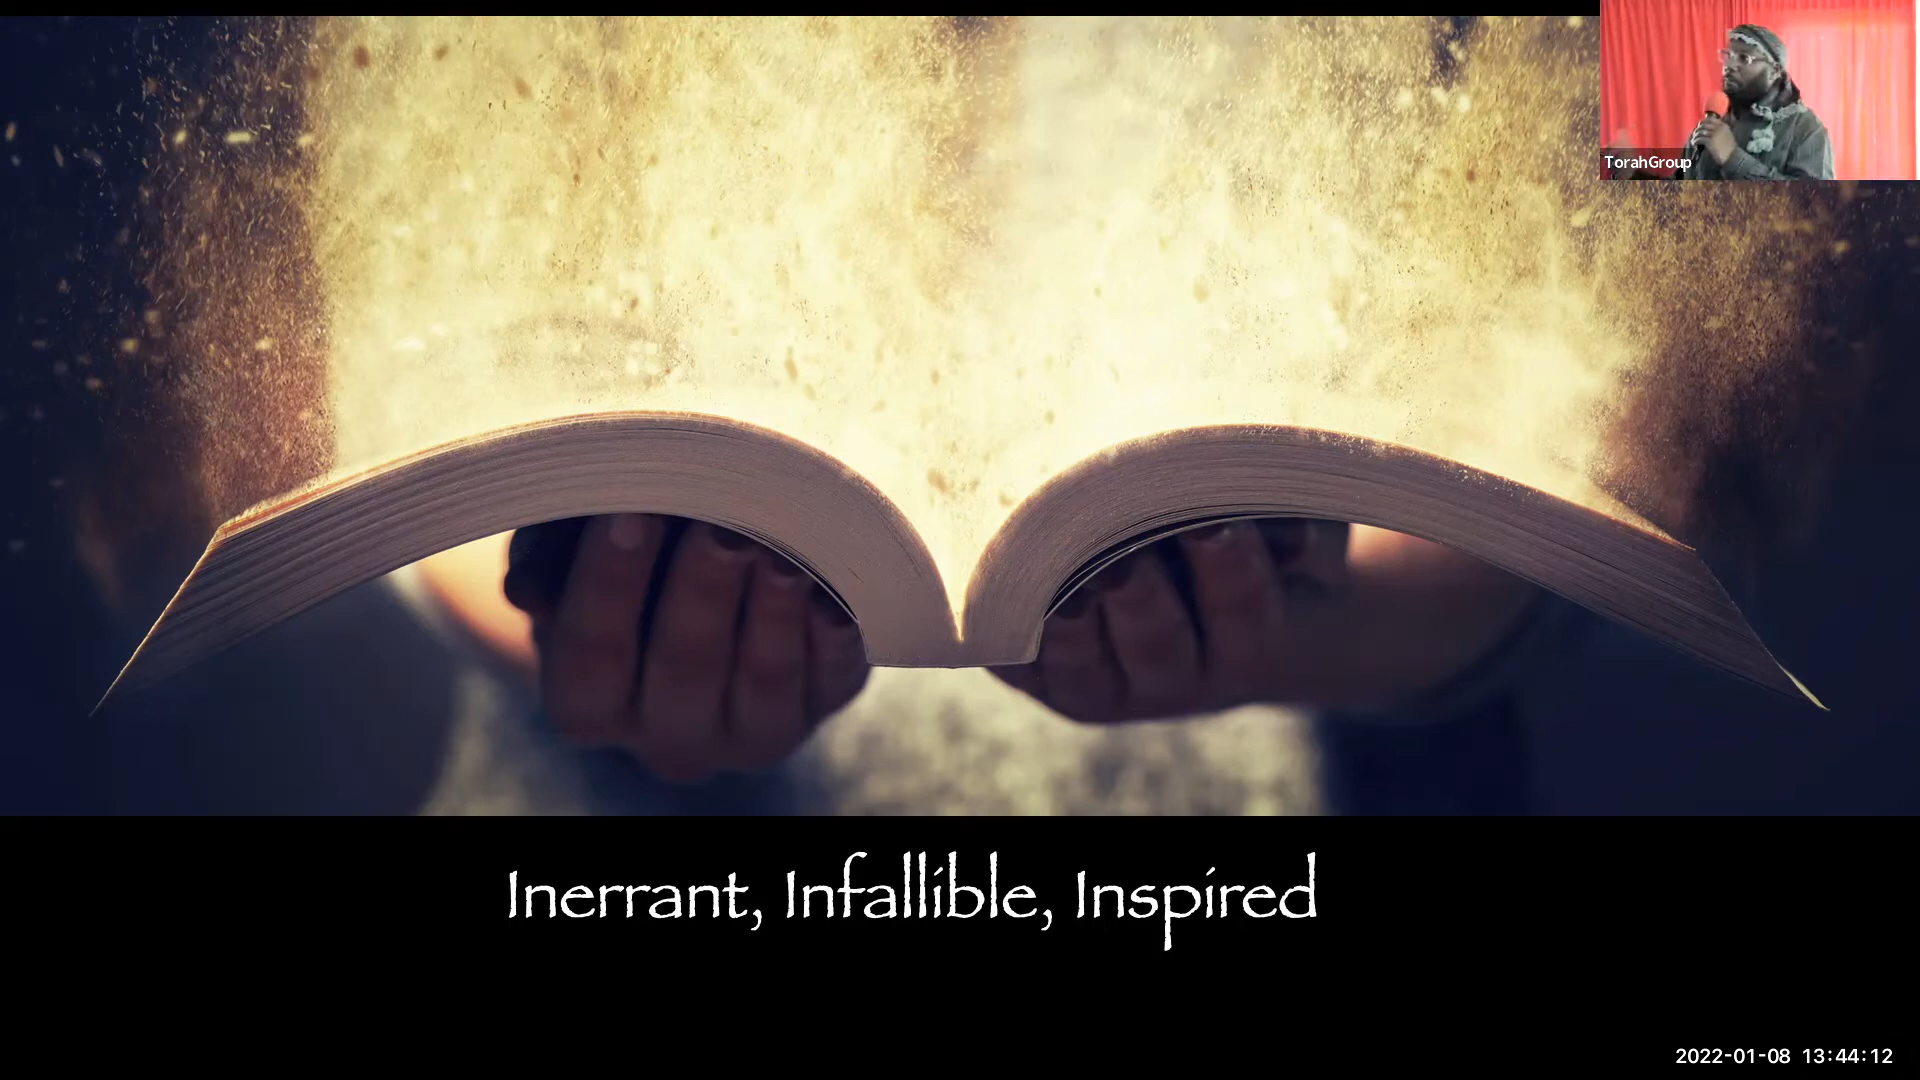 TorahGroup
Inerrant, Infallible, Inspired
2022-01-08 13:44:12